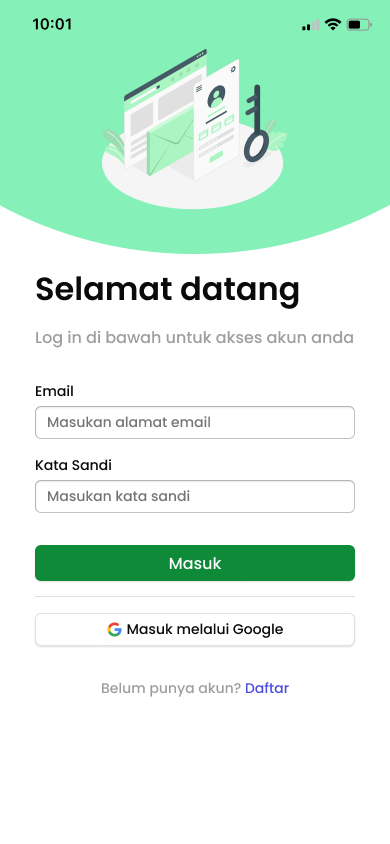 10:01
Selamat datang
Log in di bawah untuk akses akun anda
Email
Masukan alamat email
Kata Sandi
Masukan kata sandi
Masuk
Masuk melalui Google
Belum punya akun? Daftar